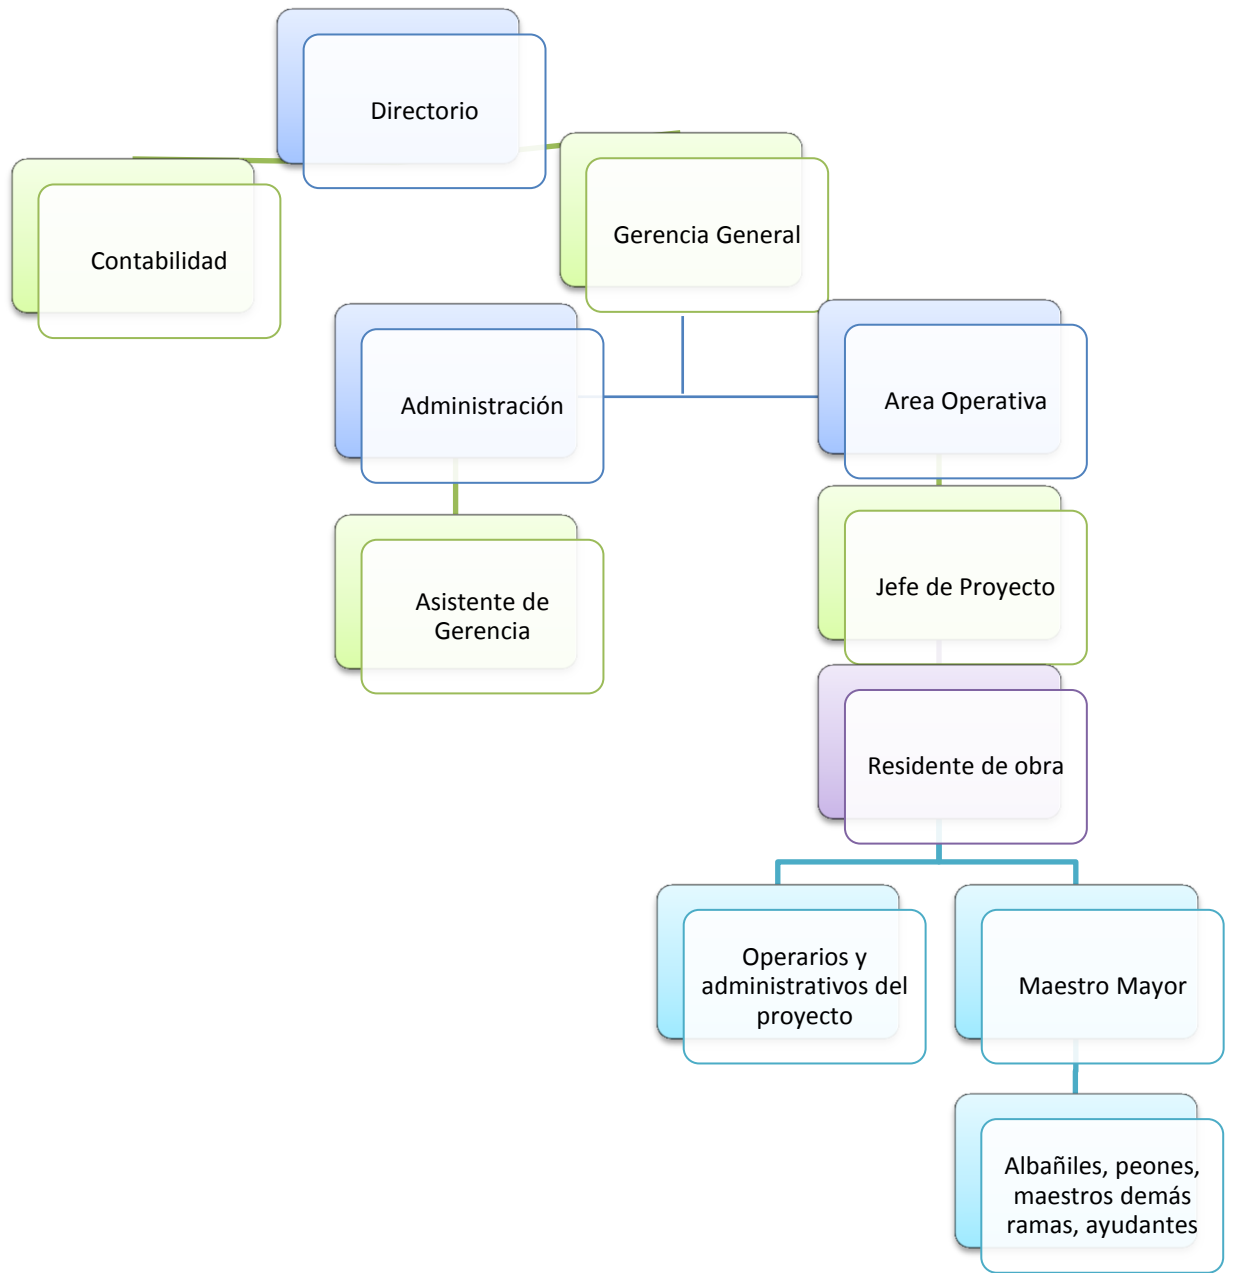 Directorio
Gerencia General
Contabilidad
Administración
Area Operativa
Asistente de
Gerencia
Jefe de Proyecto
Residente de obra
Operarios y
administrativos del
proyecto
Maestro Mayor
Albañiles, peones,
maestros demás
ramas, ayudantes